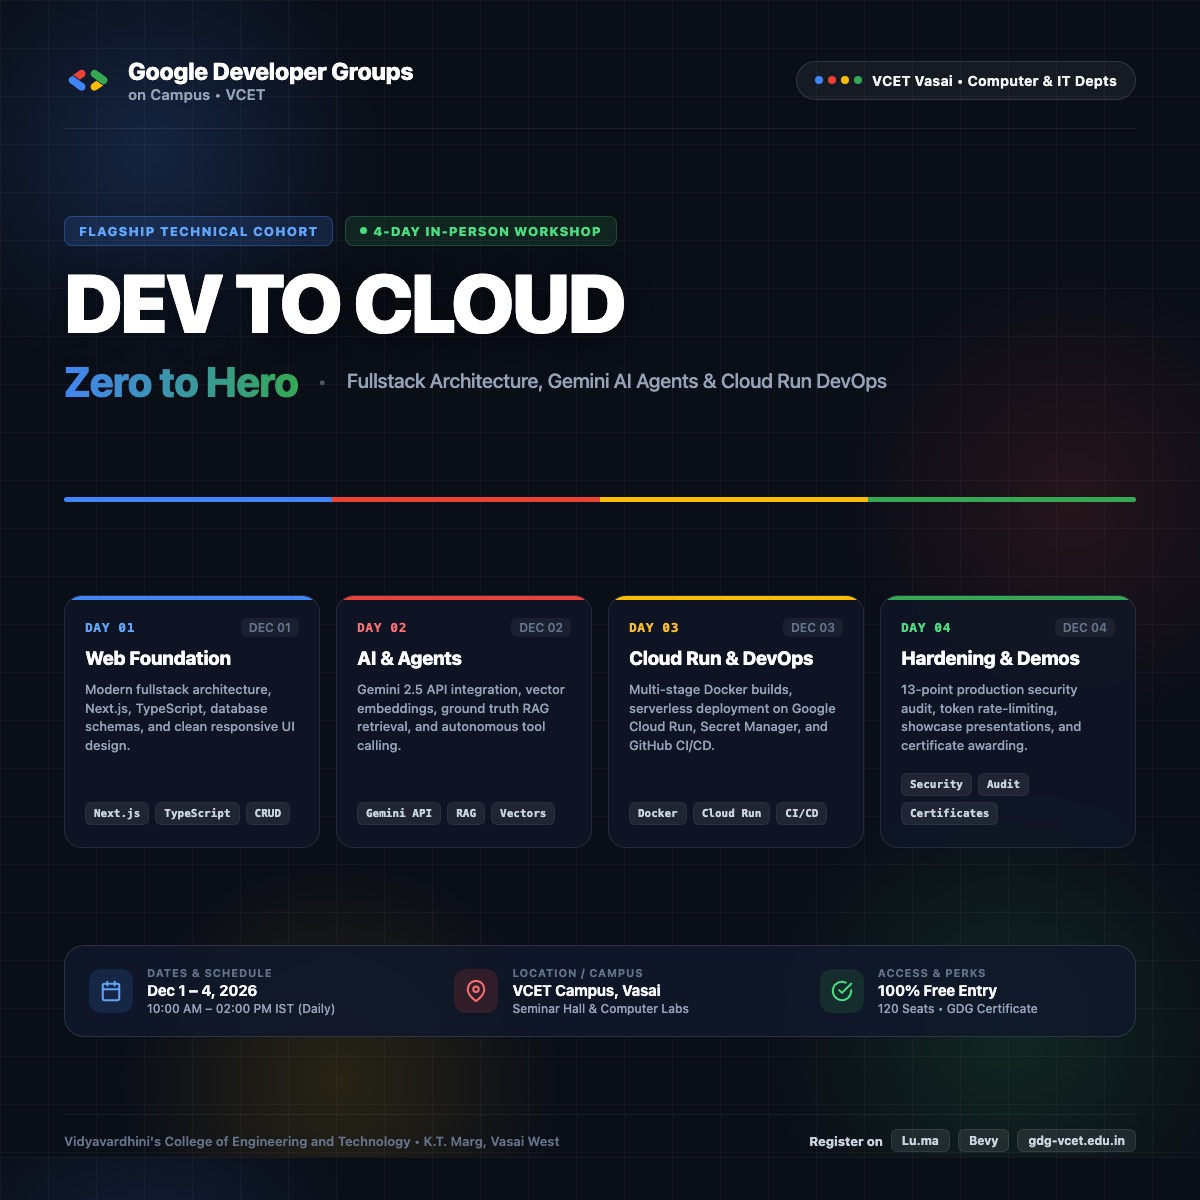 Google Developer Groups
on Campus • VCET
VCET Vasai • Computer & IT Depts
FLAGSHIP TECHNICAL COHORT
4-DAY IN-PERSON WORKSHOP
DEV TO CLOUD
Zero to Hero • Fullstack Architecture, Gemini AI Agents & Cloud Run DevOps
DAY 01
DEC 01
Web Foundation
Modern fullstack architecture,
Next.js, TypeScript, database
schemas, and clean responsive UI
design.
Next.js TypeScript CRUD
DAY 02
DEC 02
AI & Agents
Gemini 2.5 API integration, vector
embeddings, ground truth RAG
retrieval, and autonomous tool
calling.
Gemini API RAG Vectors
DAY 03
DEC 03
Cloud Run & DevOps
Multi-stage Docker builds,
serverless deployment on Google
Cloud Run, Secret Manager, and
GitHub CI/CD.
Docker Cloud Run CI/CD
DAY 04
DEC 04
Hardening & Demos
13-point production security
audit, token rate-limiting,
showcase presentations, and
certificate awarding.
Security Audit
Certificates
DATES & SCHEDULE
Dec 1 – 4, 2026
10:00 AM – 02:00 PM IST (Daily)
LOCATION / CAMPUS
VCET Campus, Vasai
Seminar Hall & Computer Labs
ACCESS & PERKS
100% Free Entry
120 Seats • GDG Certificate
Vidyavardhini's College of Engineering and Technology • K.T. Marg, Vasai West
Register on Lu.ma Bevy gdg-vcet.edu.in